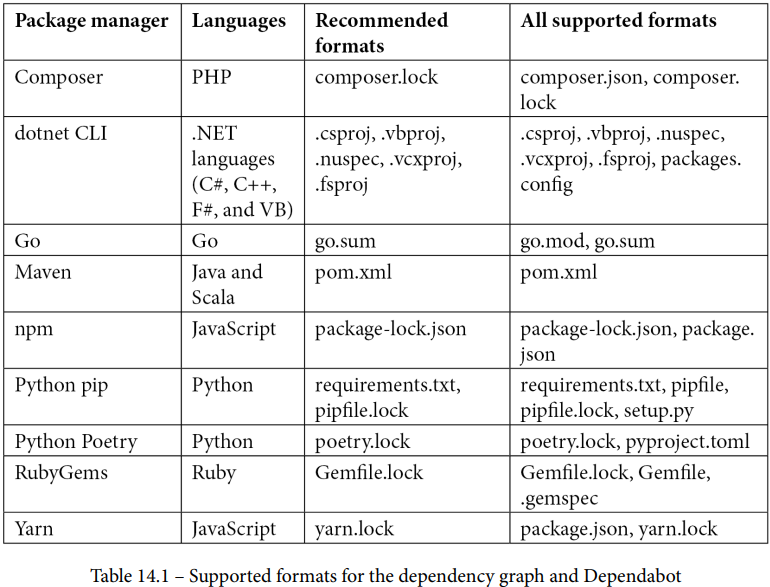 Package manager Languages Recommended All supported formats
formats
Composer PHP composer.lock composer.json, composer.
lock
dotnet CLI .NET .csproj, .vbproj, .csproj, .vbproj, .nuspec,
languages .nuspec, .vcxproj, .vcxproj, .fsproj, packages.
(C#, C++, .fsproj config
F#, and VB)
Go Go go.sum go.mod, go.sum
Maven Java and pom.xml pom.xml
Scala
npm JavaScript package-lock.json package-lock.json, package.
json
Python pip Python requirements.txt, requirements.txt, pipfile,
pipfile.lock pipfile.lock, setup.py
Python Poetry Python poetry.lock poetry.lock, pyproject.toml
RubyGems Ruby Gemfile.lock Gemfile.lock, Gemfile,
.gemspec
Yarn JavaScript yarn.lock package.json, yarn.lock
Table 14.1 – Supported formats for the dependency graph and Dependabot